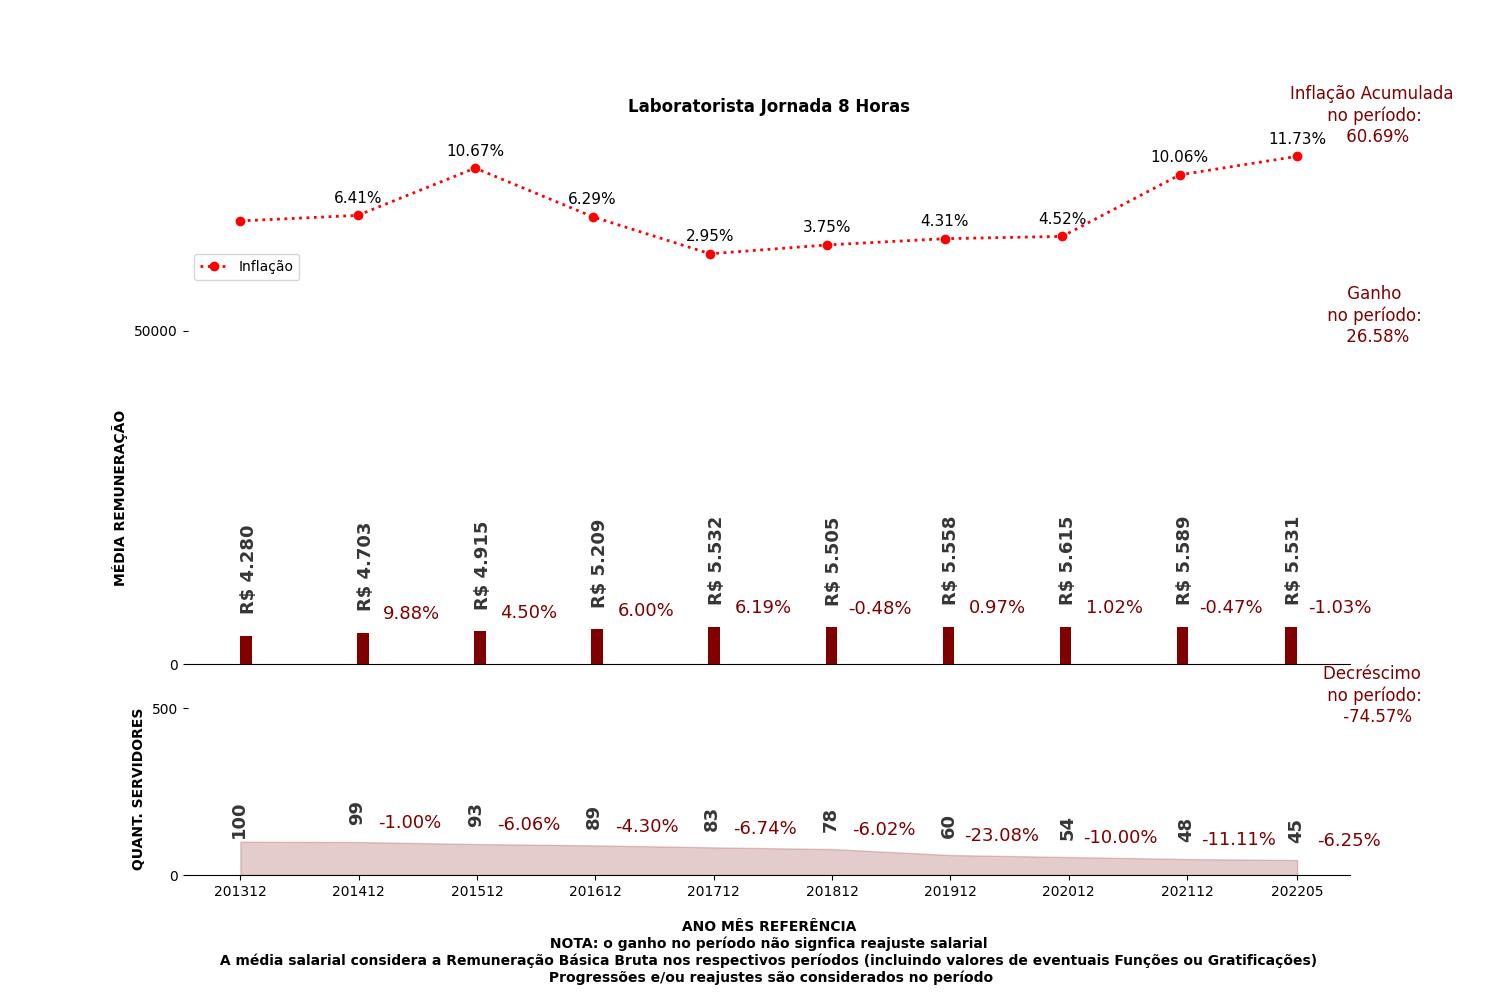 Laboratorista Jornada 8 Horas
Inflação Acumulada
no período:
60.69%
6.41%
10.67%
6.29%
2.95%
3.75%
4.31%
4.52%
10.06%
11.73%
Inflação
Ganho
no período:
26.58%
50000
0
MÉDIA REMUNERAÇÃO
R$ 4.280
R$ 4.703
R$ 4.915
R$ 5.209
R$ 5.532
R$ 5.505
R$ 5.558
R$ 5.615
R$ 5.589
R$ 5.531
9.88%
4.50%
6.00%
6.19%
-0.48%
0.97%
1.02%
-0.47%
-1.03%
Decréscimo
no período:
-74.57%
500
0
QUANT. SERVIDORES
100
99
93
89
83
78
60
54
48
45
-1.00%
-6.06%
-4.30%
-6.74%
-6.02%
-23.08%
-10.00%
-11.11%
-6.25%
201312
201412
201512
201612
201712
201812
201912
202012
202112
202205
ANO MÊS REFERÊNCIA
NOTA: o ganho no período não signfica reajuste salarial
A média salarial considera a Remuneração Básica Bruta nos respectivos períodos (incluindo valores de eventuais Funções ou Gratificações)
Progressões e/ou reajustes são considerados no período